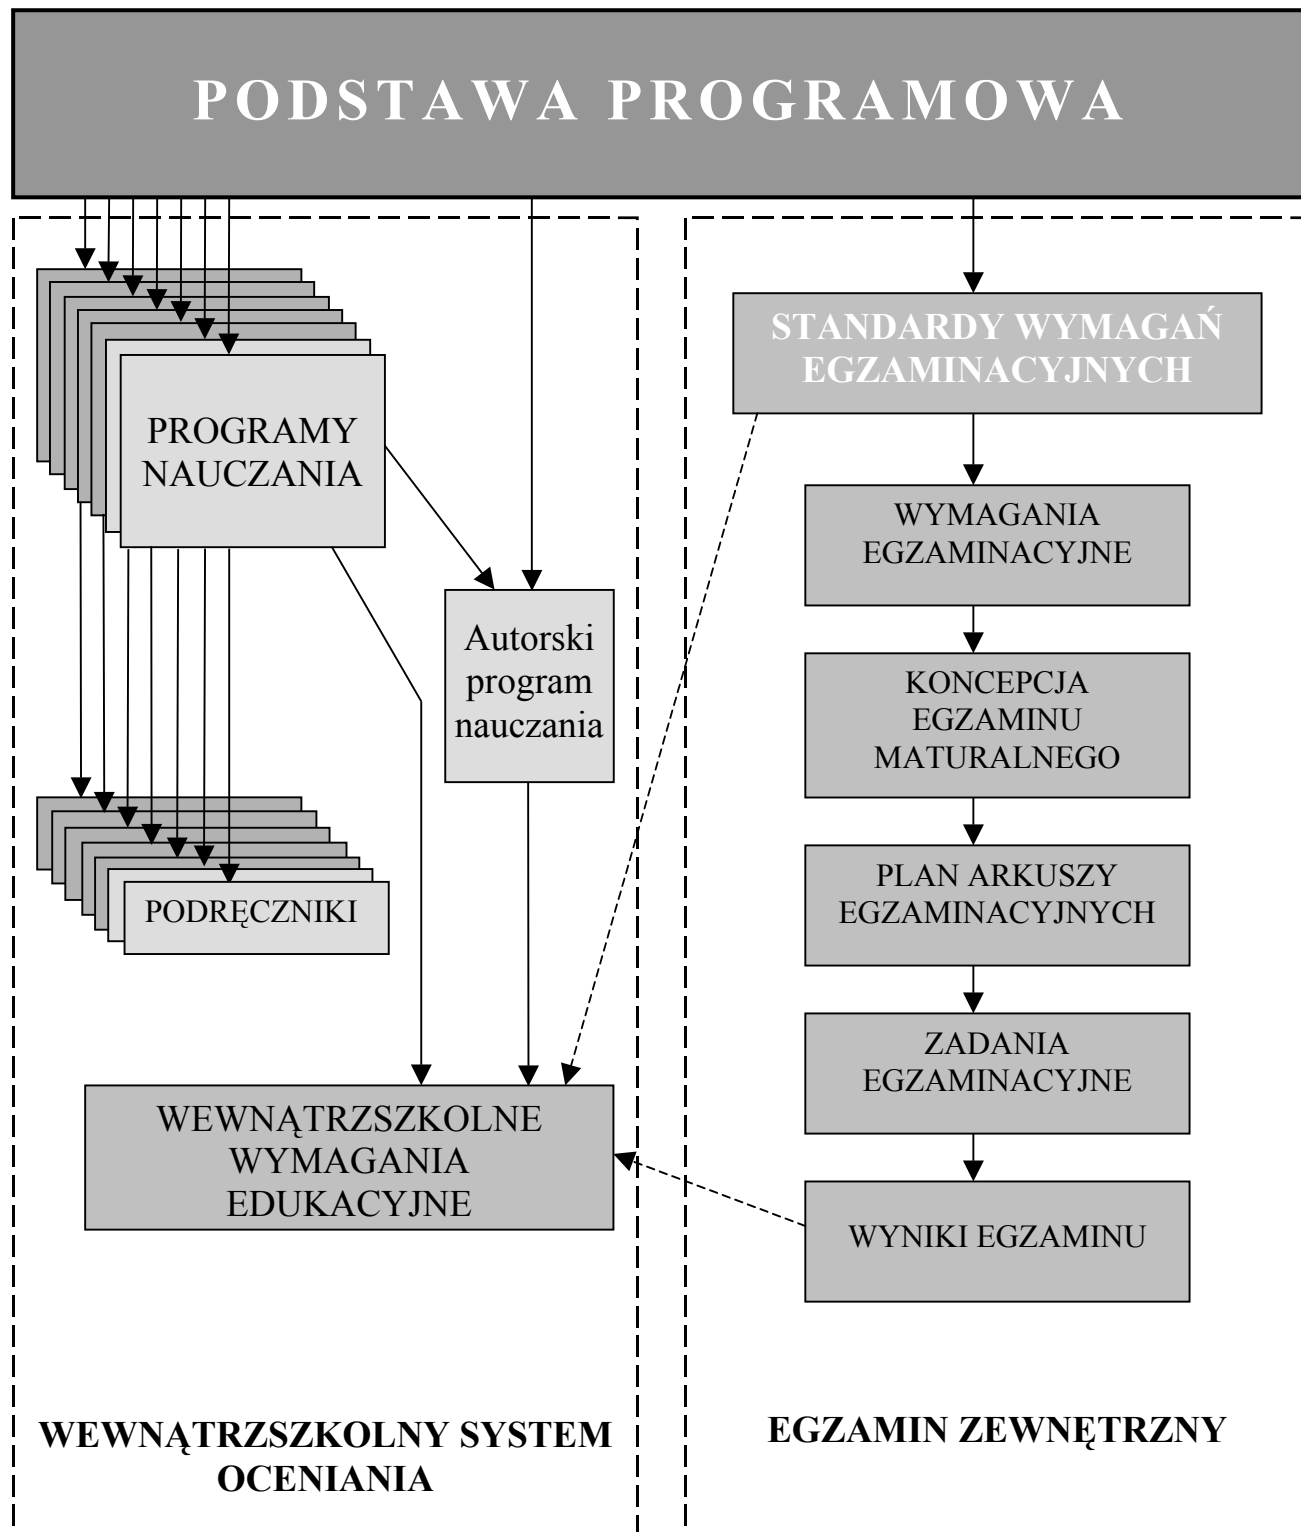 PODSTAWA PROGRAMOWA
PROGRAMY
NAUCZANIA
Autorski
program
nauczania
PODRĘCZNIKI
WEWNĄTRZSZKOLNE
WYMAGANIA
EDUKACYJNE
WEWNĄTRZSZKOLNY SYSTEM
OCENIANIA
STANDARDY WYMAGAŃ
EGZAMINACYJNYCH
WYMAGANIA
EGZAMINACYJNE
KONCEPCJA
EGZAMINU
MATURALNEGO
PLAN ARKUSZY
EGZAMINACYJNYCH
ZADANIA
EGZAMINACYJNE
WYNIKI EGZAMINU
EGZAMIN ZEWNĘTRZNY